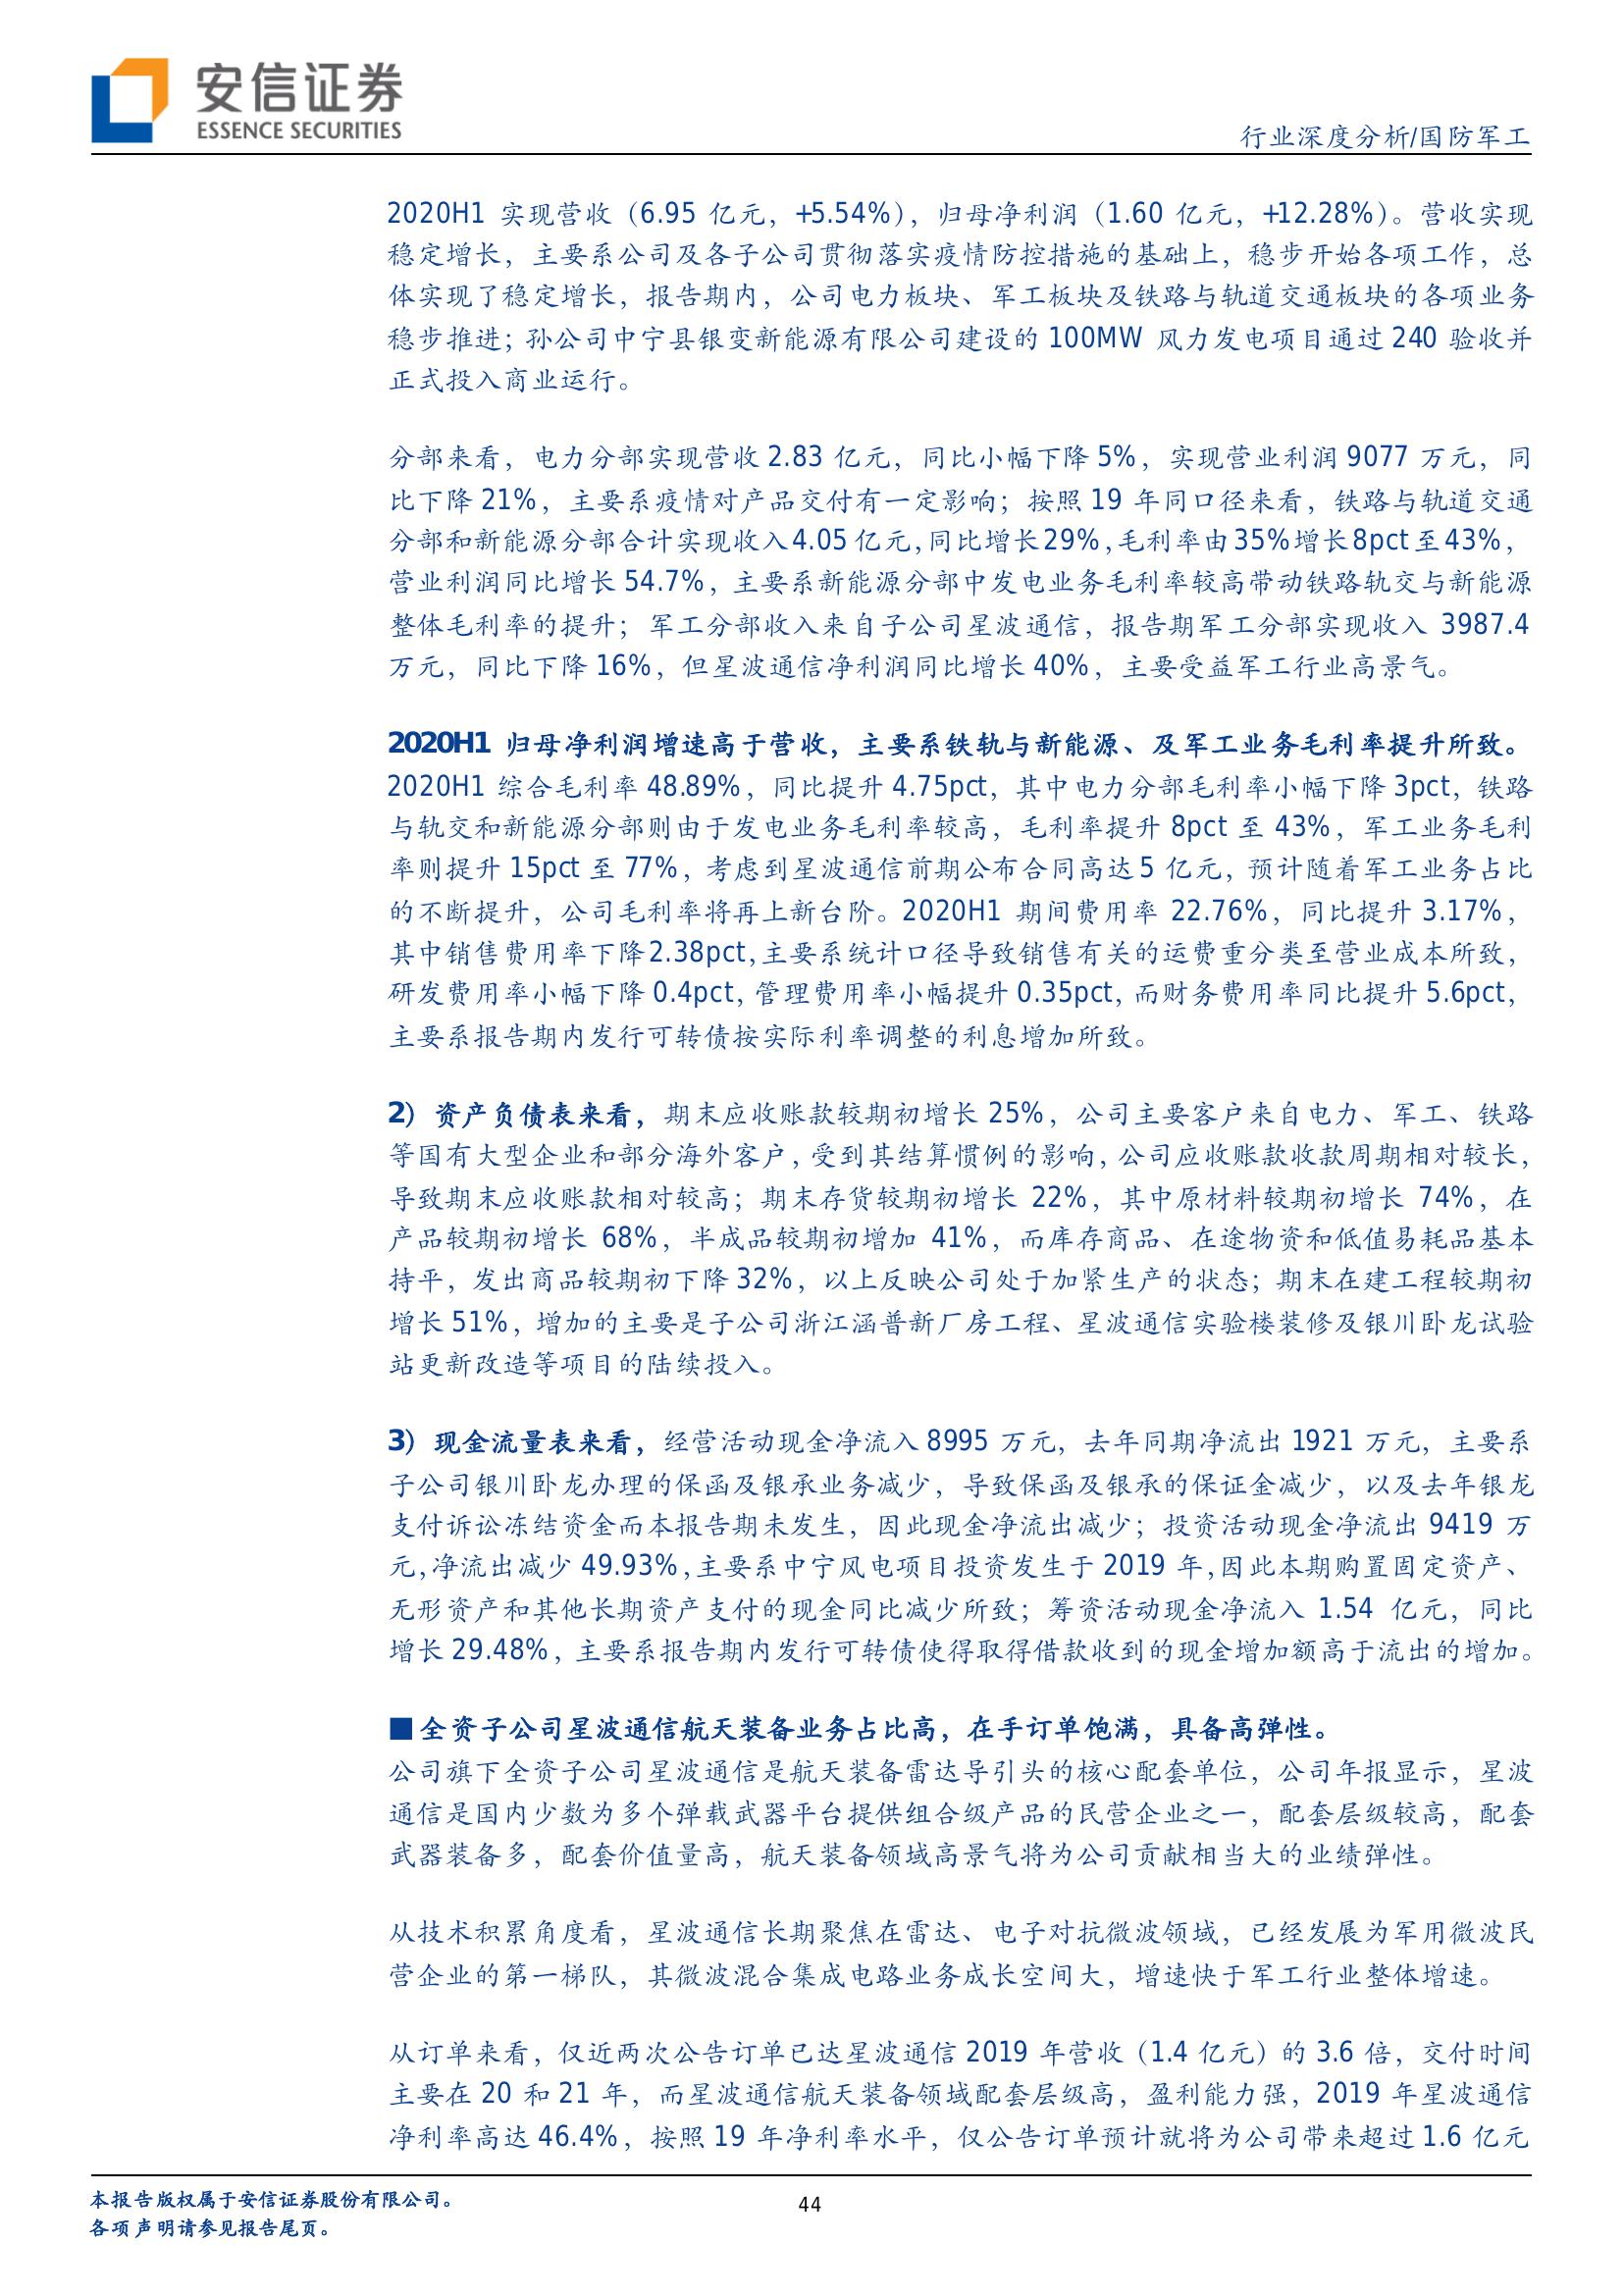 安信证券
ESSENCE SECURITIES
行业深度分析/国防军工
2020H1 实现营收（6.95 亿元，+5.54%），归母净利润（1.60 亿元，+12.28%）。营收实现
稳定增长，主要系公司及各子公司贯彻落实疫情防控措施的基础上，稳步开始各项工作，总
体实现了稳定增长，报告期内，公司电力板块、军工板块及铁路与轨道交通板块的各项业务
稳步推进；孙公司中宁县银变新能源有限公司建设的 100MW 风力发电项目通过 240 验收并
正式投入商业运行。
分部来看，电力分部实现营收 2.83 亿元，同比小幅下降 5%，实现营业利润 9077 万元，同
比下降 21%，主要系疫情对产品交付有一定影响；按照 19 年同口径来看，铁路与轨道交通
分部和新能源分部合计实现收入 4.05 亿元，同比增长 29%，毛利率由 35%增长 8pct 至 43%，
营业利润同比增长 54.7%，主要系新能源分部中发电业务毛利率较高带动铁路轨交与新能源
整体毛利率的提升；军工分部收入来自子公司星波通信，报告期军工分部实现收入 3987.4
万元，同比下降 16%，但星波通信净利润同比增长 40%，主要受益军工行业高景气。
2020H1 归母净利润增速高于营收，主要系铁轨与新能源、及军工业务毛利率提升所致。
2020H1 综合毛利率 48.89%，同比提升 4.75pct，其中电力分部毛利率小幅下降 3pct，铁路
与轨交和新能源分部则由于发电业务毛利率较高，毛利率提升 8pct 至 43%，军工业务毛利
率则提升 15pct 至 77%，考虑到星波通信前期公布合同高达 5 亿元，预计随着军工业务占比
的不断提升，公司毛利率将再上新台阶。2020H1 期间费用率 22.76%，同比提升 3.17%，
其中销售费用率下降 2.38pct，主要系统计口径导致销售有关的运费重分类至营业成本所致，
研发费用率小幅下降 0.4pct，管理费用率小幅提升 0.35pct，而财务费用率同比提升 5.6pct，
主要系报告期内发行可转债按实际利率调整的利息增加所致。
2）资产负债表来看，期末应收账款较期初增长 25%，公司主要客户来自电力、军工、铁路
等国有大型企业和部分海外客户，受到其结算惯例的影响，公司应收账款收款周期相对较长，
导致期末应收账款相对较高；期末存货较期初增长 22%，其中原材料较期初增长 74%，在
产品较期初增长 68%，半成品较期初增加 41%，而库存商品、在途物资和低值易耗品基本
持平，发出商品较期初下降 32%，以上反映公司处于加紧生产的状态；期末在建工程较期初
增长 51%，增加的主要是子公司浙江涵普新厂房工程、星波通信实验楼装修及银川卧龙试验
站更新改造等项目的陆续投入。
3）现金流量表来看，经营活动现金净流入 8995 万元，去年同期净流出 1921 万元，主要系
子公司银川卧龙办理的保函及银承业务减少，导致保函及银承的保证金减少，以及去年银龙
支付诉讼冻结资金而本报告期未发生，因此现金净流出减少；投资活动现金净流出 9419 万
元，净流出减少 49.93%，主要系中宁风电项目投资发生于 2019 年，因此本期购置固定资产、
无形资产和其他长期资产支付的现金同比减少所致；筹资活动现金净流入 1.54 亿元，同比
增长 29.48%，主要系报告期内发行可转债使得取得借款收到的现金增加额高于流出的增加。
■全资子公司星波通信航天装备业务占比高，在手订单饱满，具备高弹性。
公司旗下全资子公司星波通信是航天装备雷达导引头的核心配套单位，公司年报显示，星波
通信是国内少数为多个弹载武器平台提供组合级产品的民营企业之一，配套层级较高，配套
武器装备多，配套价值量高，航天装备领域高景气将为公司贡献相当大的业绩弹性。
从技术积累角度看，星波通信长期聚焦在雷达、电子对抗微波领域，已经发展为军用微波民
营企业的第一梯队，其微波混合集成电路业务成长空间大，增速快于军工行业整体增速。
从订单来看，仅近两次公告订单已达星波通信 2019 年营收（1.4 亿元）的 3.6 倍，交付时间
主要在 20 和 21 年，而星波通信航天装备领域配套层级高，盈利能力强，2019 年星波通信
净利率高达 46.4%，按照 19 年净利率水平，仅公告订单预计就将为公司带来超过 1.6 亿元
本报告版权属于安信证券股份有限公司。
44
各项声明请参见报告尾页。